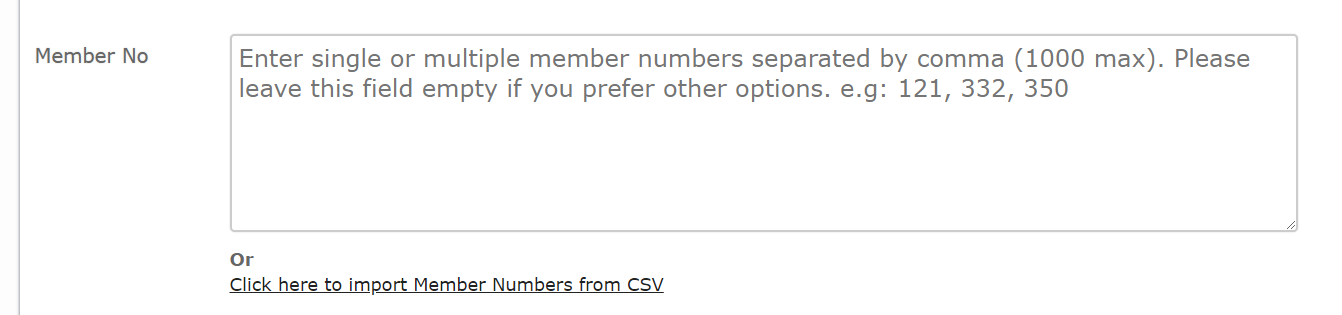 Member No
Enter single or multiple member numbers separated by comma (1000 max). Please
leave this field empty if you prefer other options. e.g: 121, 332, 350
Or
Click here to import Member Numbers from CSV